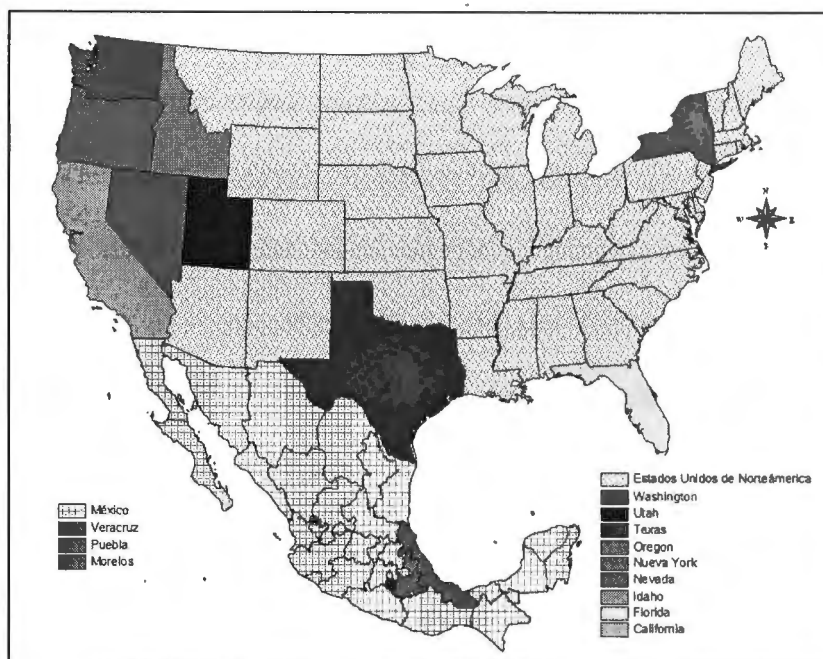 N
W E
S
México
Veracruz
Puebla
Morelos
Estados Unidos de Norteámerica
Washington
Utah
Texas
Oregon
Nueva York
Nevada
Idaho
Florida
California